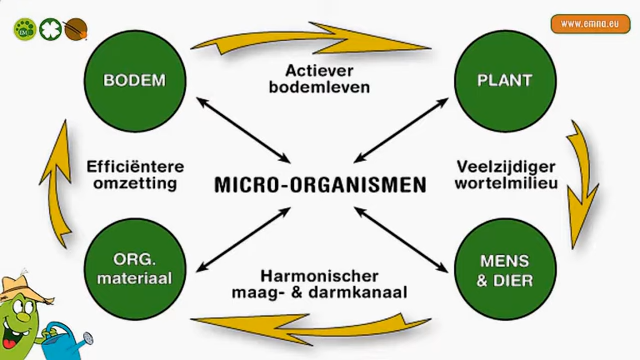 www.emna.eu
BODEM
Actiever
bodemleven
PLANT
Efficiëntere
omzetting
MICRO-ORGANISMEN
Veelzijdiger
wortelmilieu
ORG.
materiaal
Harmonischer
maag- & darmkanaal
MENS
& DIER